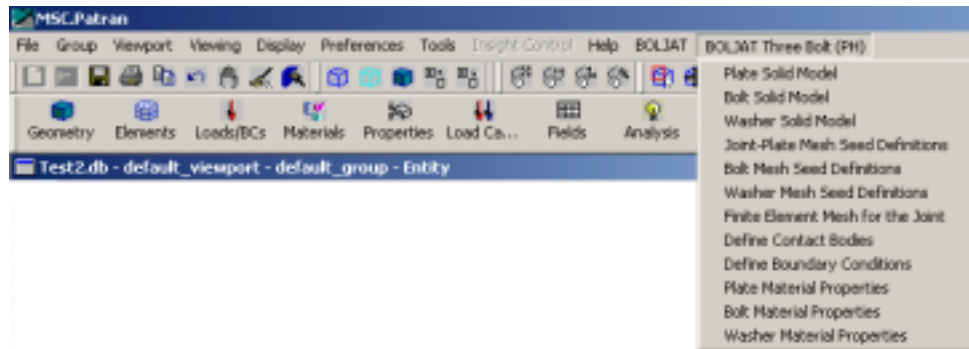 MSC.Patran
File Group Viewport Viewing Display Preferences Tools Insight Control Help BOLJAT BOLJAT Three Bolt (PH)
Geometry Elements Loads/BCs Materials Properties Load Ca... Fields Analysis
Test2.db - default_viewport - default_group - Entity
Plate Solid Model
Bolt Solid Model
Washer Solid Model
Joint-Plate Mesh Seed Definitions
Bolt Mesh Seed Definitions
Washer Mesh Seed Definitions
Finite Element Mesh for the Joint
Define Contact Bodies
Define Boundary Conditions
Plate Material Properties
Bolt Material Properties
Washer Material Properties